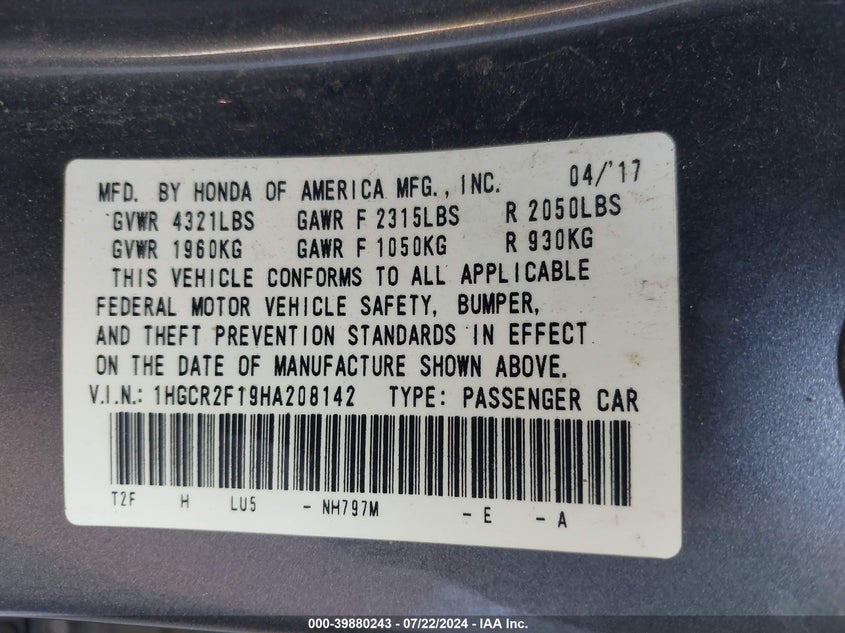 MFD. BY HONDA OF AMERICA MFG., INC. 04/'17
GVWR 4321LBS GAWR F 2315LBS R 2050LBS
GVWR 1960KG GAWR F 1050KG R 930KG
THIS VEHICLE CONFORMS TO ALL APPLICABLE
FEDERAL MOTOR VEHICLE SAFETY, BUMPER,
AND THEFT PREVENTION STANDARDS IN EFFECT
ON THE DATE OF MANUFACTURE SHOWN ABOVE.
V.I.N.: 1HGCR2F19HA208142 TYPE: PASSENGER CAR
T2F H LU5 - NH797M - E - A
000-39880243 - 07/22/2024 - IAA Inc.